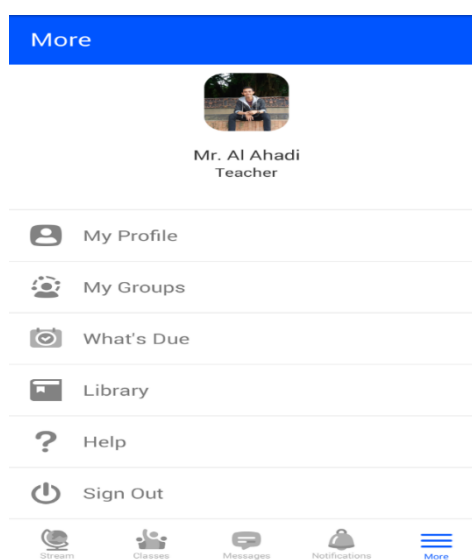 More
Mr. Al Ahadi
Teacher
My Profile
My Groups
What's Due
Library
Help
Sign Out
Stream Classes Messages Notifications More